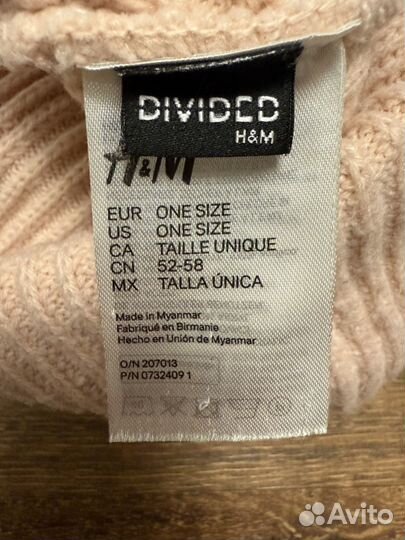 DIVIDED
H&M
H&M
EUR ONE SIZE
US ONE SIZE
CA TAILLE UNIQUE
CN 52-58
MX TALLA ÚNICA
Made in Myanmar
Fabriqué en Birmanie
Hecho en Unión de Myanmar
O/N 207013
P/N 0732409 1
Avito